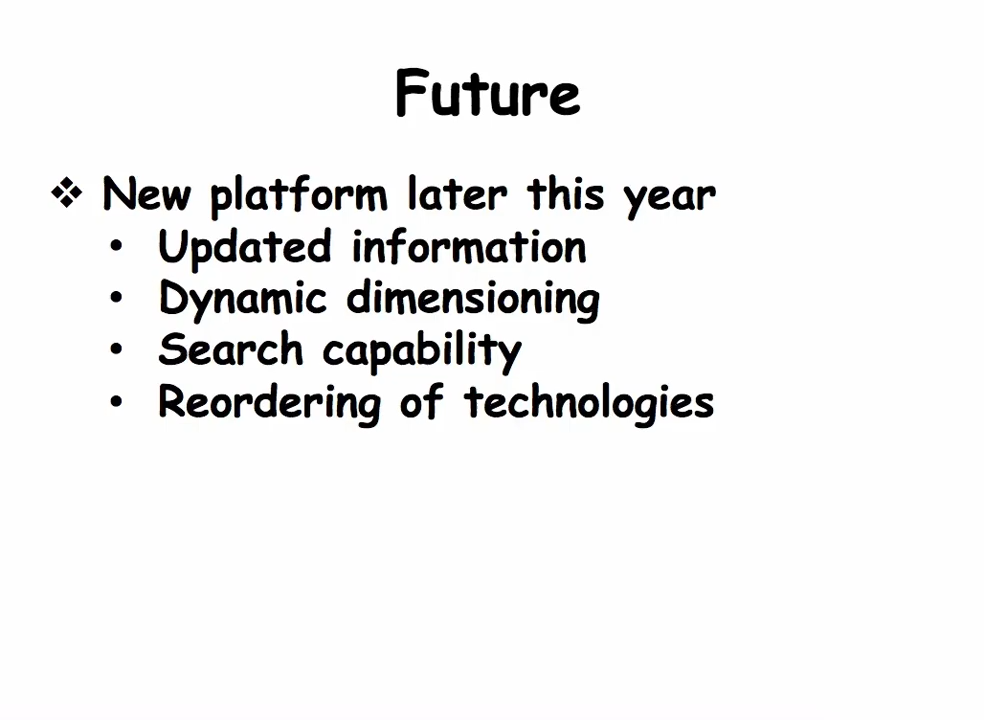 Future
❖ New platform later this year
• Updated information
• Dynamic dimensioning
• Search capability
• Reordering of technologies